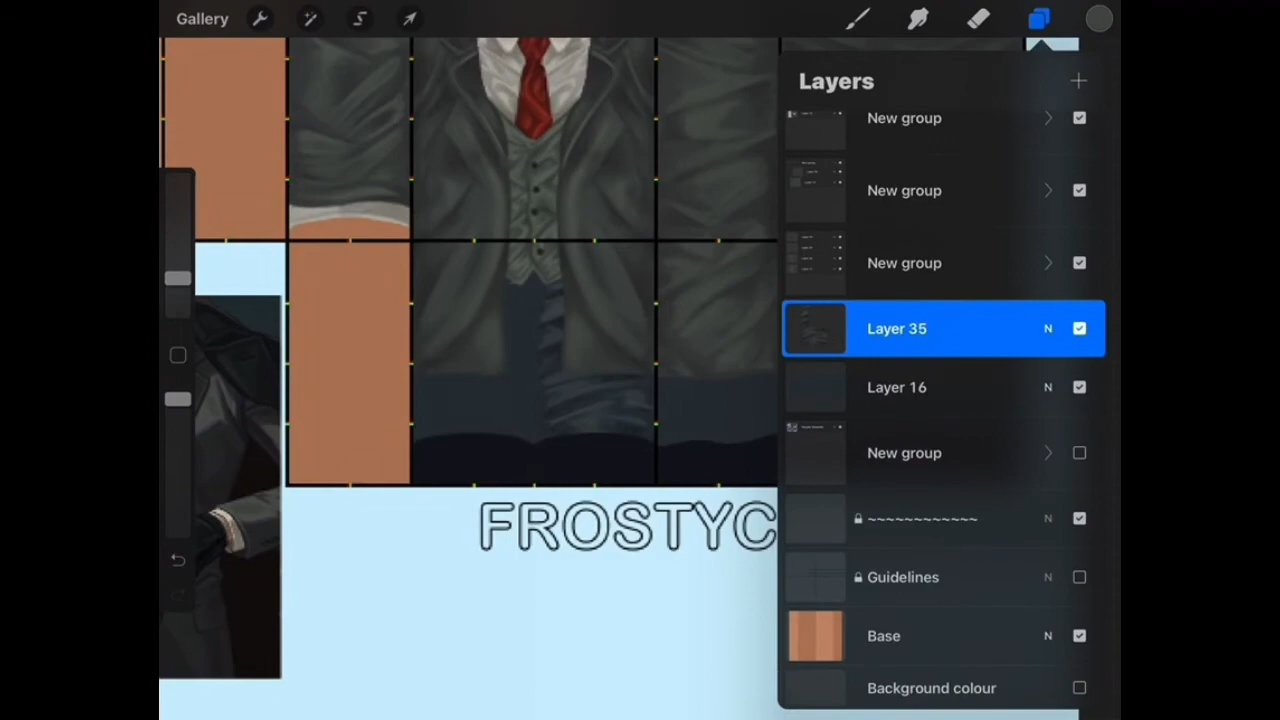 Gallery
Layers
New group
New group
New group
Layer 35 N
Layer 16 N
New group
~~~~~~~~~~~~ N
Guidelines N
Base N
Background colour
FROSTYC